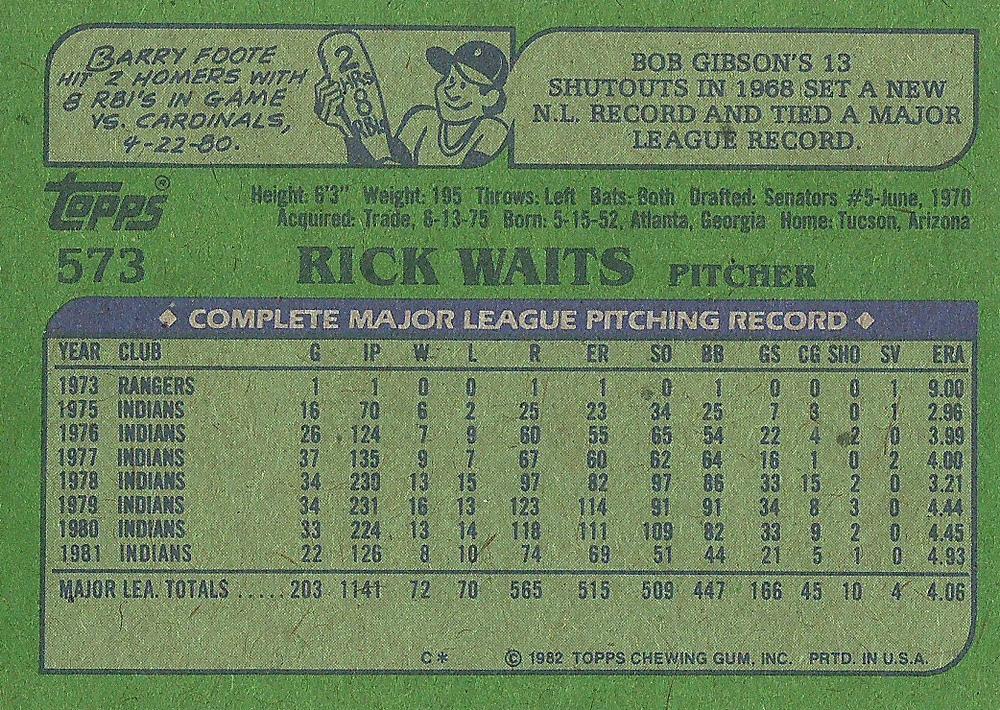 BARRY FOOTE
HIT 2 HOMERS WITH
8 RBI'S IN GAME
VS. CARDINALS,
4-22-80.
2
HRS
8
RBIs
BOB GIBSON'S 13
SHUTOUTS IN 1968 SET A NEW
N.L. RECORD AND TIED A MAJOR
LEAGUE RECORD.
Topps®
Height: 6'3" Weight: 195 Throws: Left Bats: Both Drafted: Senators #5-June, 1970
Acquired: Trade, 6-13-75 Born: 5-15-52, Atlanta, Georgia Home: Tucson, Arizona
573 RICK WAITS PITCHER
◆ COMPLETE MAJOR LEAGUE PITCHING RECORD ◆
YEAR CLUB G IP W L R ER SO BB GS CG SHO SV ERA
1973 RANGERS 1 1 0 0 1 1 0 1 0 0 0 1 9.00
1975 INDIANS 16 70 6 2 25 23 34 25 7 3 0 1 2.96
1976 INDIANS 26 124 7 9 60 55 65 54 22 4 2 0 3.99
1977 INDIANS 37 135 9 7 67 60 62 64 16 1 0 2 4.00
1978 INDIANS 34 230 13 15 97 82 97 86 33 15 2 0 3.21
1979 INDIANS 34 231 16 13 123 114 91 91 34 8 3 0 4.44
1980 INDIANS 33 224 13 14 118 111 109 82 33 9 2 0 4.45
1981 INDIANS 22 126 8 10 74 69 51 44 21 5 1 0 4.93
MAJOR LEA. TOTALS ..... 203 1141 72 70 565 515 509 447 166 45 10 4 4.06
C* © 1982 TOPPS CHEWING GUM, INC. PRTD. IN U.S.A.